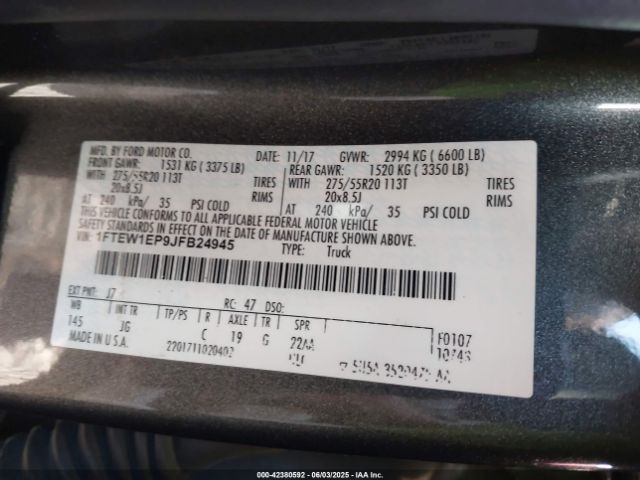 MFD. BY FORD MOTOR CO. DATE: 11/17 GVWR: 2994 KG ( 6600 LB)
FRONT GAWR: 1531 KG ( 3375 LB) REAR GAWR: 1520 KG ( 3350 LB)
WITH 275/55R20 113T TIRES WITH 275/55R20 113T TIRES
20x8.5J RIMS 20x8.5J RIMS
AT 240 kPa/ 35 PSI COLD AT 240 kPa/ 35 PSI COLD
THIS VEHICLE CONFORMS TO ALL APPLICABLE FEDERAL MOTOR VEHICLE
SAFETY STANDARDS IN EFFECT ON THE DATE OF MANUFACTURE SHOWN ABOVE.
VIN: 1FTEW1EP9JFB24945 TYPE: Truck
EXT PNT: J7 RC: 47 DSO:
WB INT TR TP/PS R AXLE TR SPR F0107
145 JG C 19 G 22AA
MADE IN U.S.A. 2201711020402
000-42380592 - 06/03/2025 - IAA Inc.